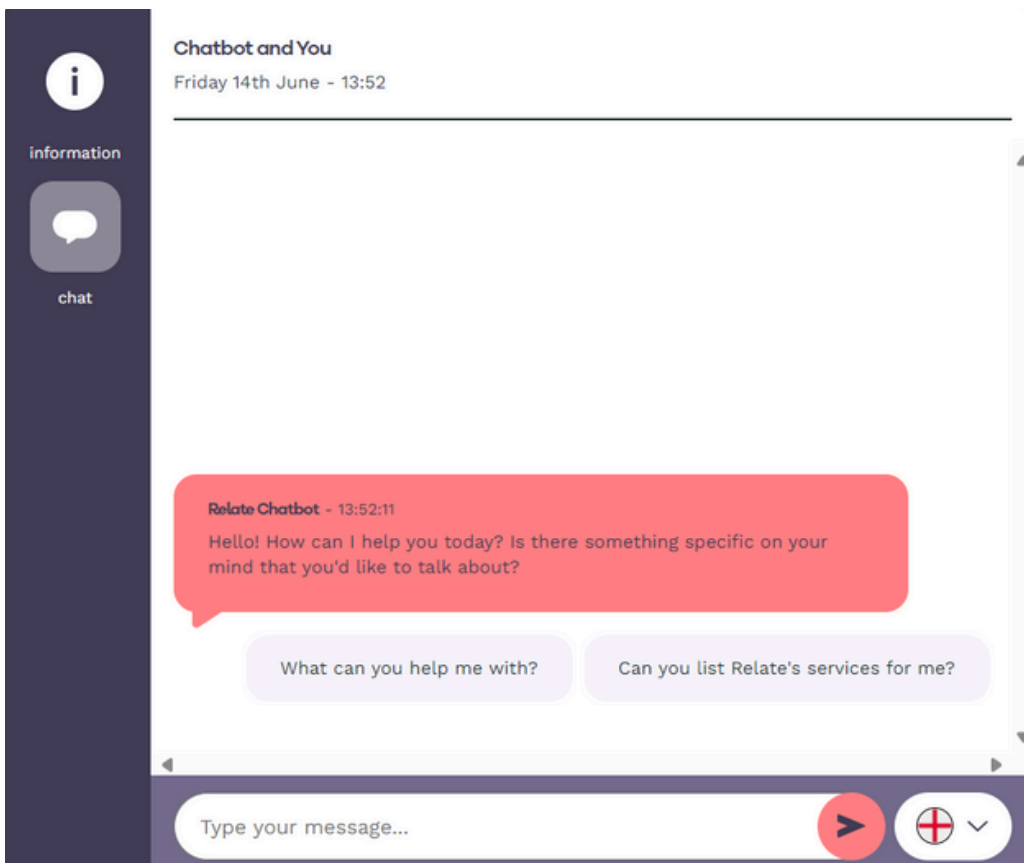 i
information
chat
Chatbot and You
Friday 14th June - 13:52
Relate Chatbot - 13:52:11
Hello! How can I help you today? Is there something specific on your
mind that you'd like to talk about?
What can you help me with?
Can you list Relate's services for me?
Type your message...